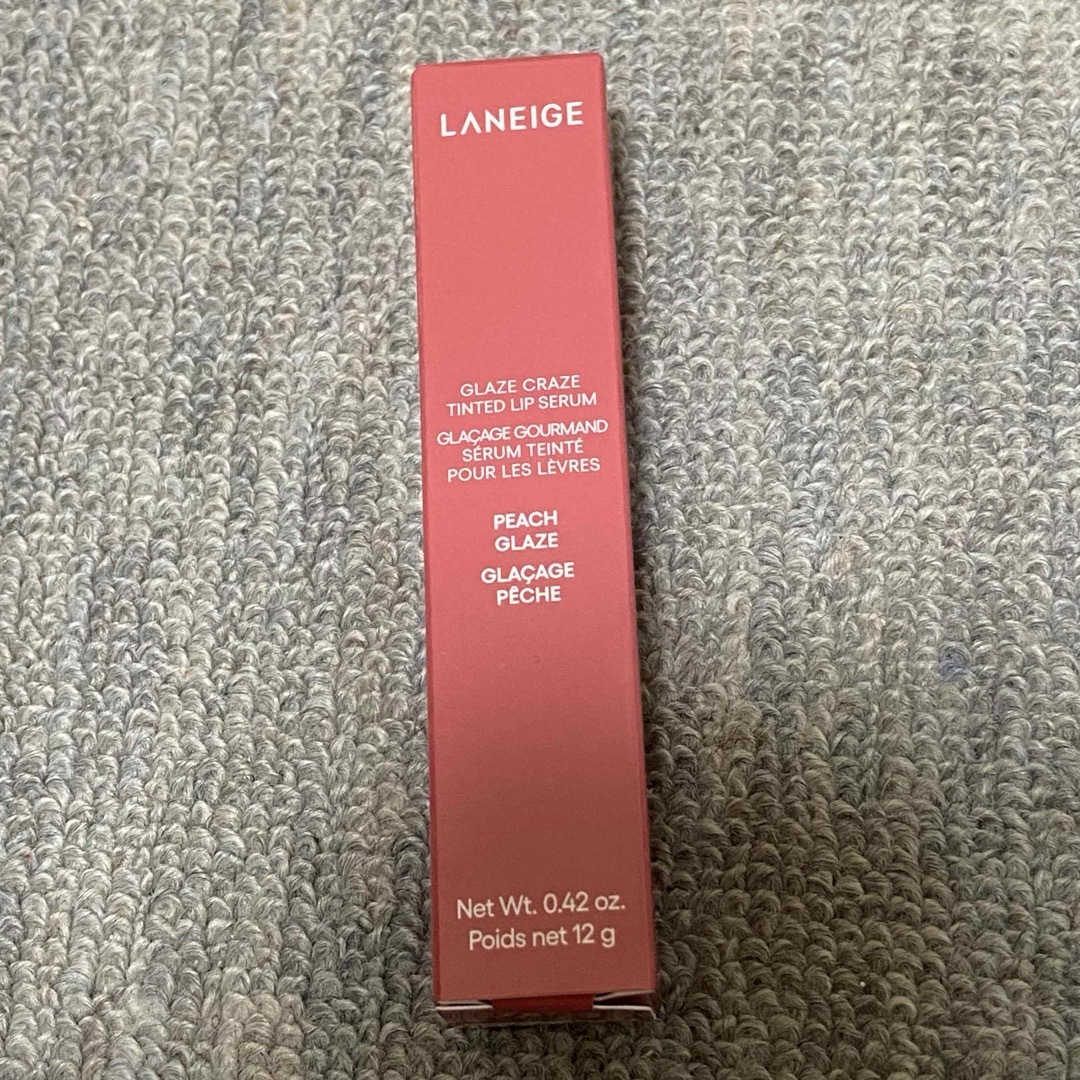 LANEIGE
GLAZE CRAZE
TINTED LIP SERUM
GLAÇAGE GOURMAND
SÉRUM TEINTÉ
POUR LES LÈVRES
PEACH
GLAZE
GLAÇAGE
PÊCHE
Net Wt. 0.42 oz.
Poids net 12 g